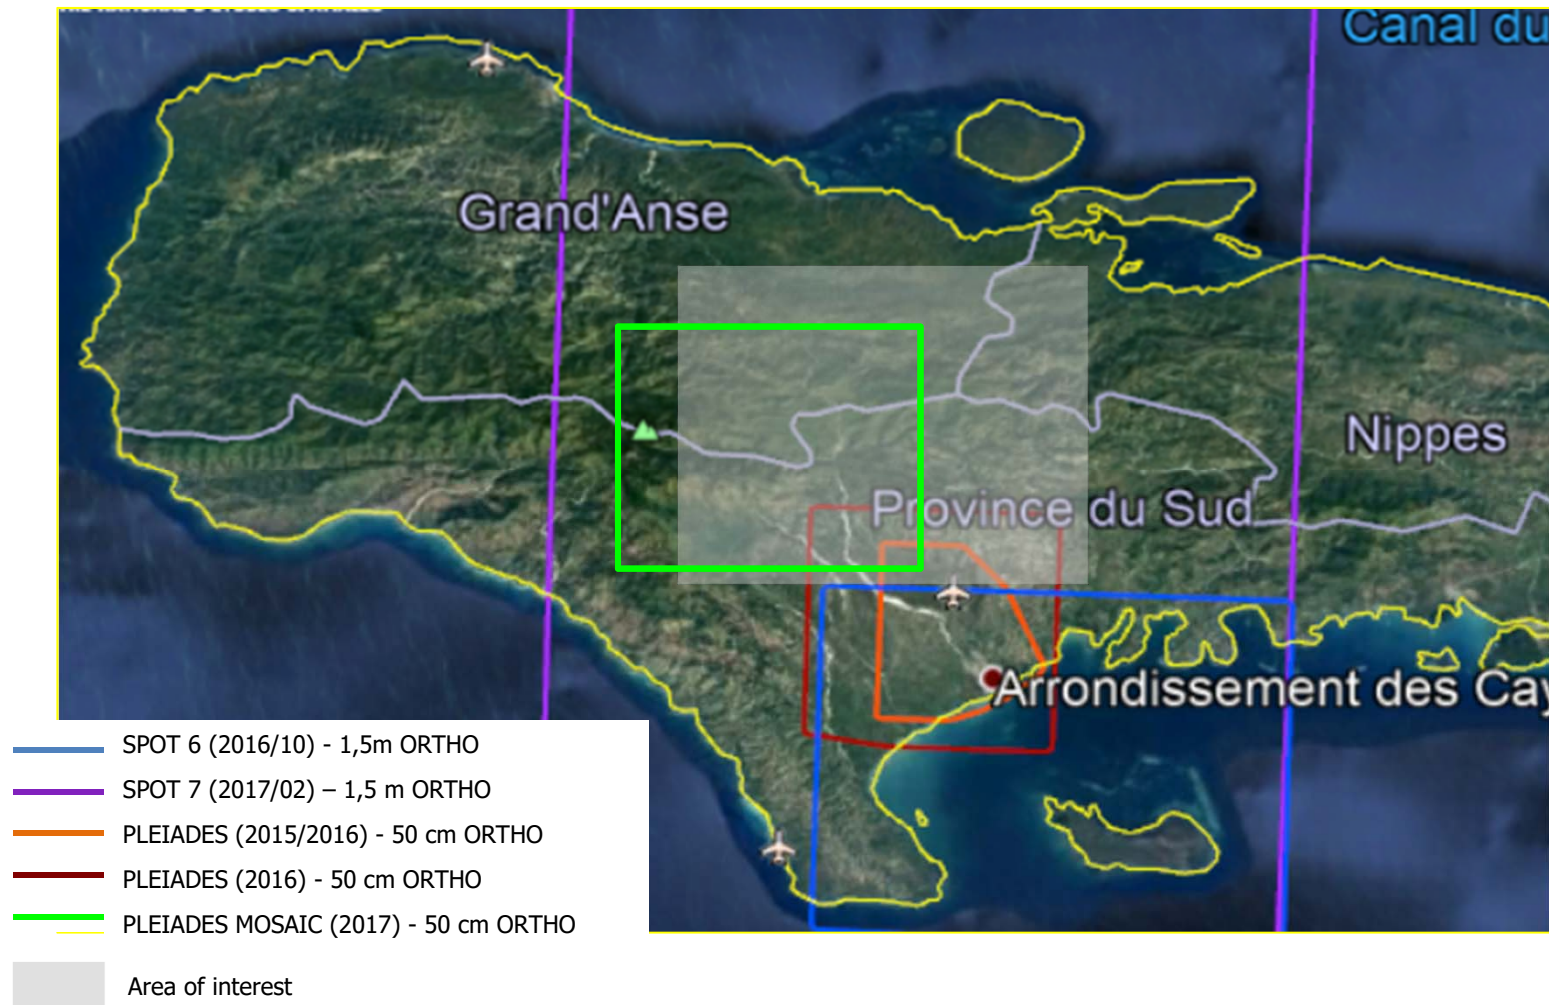 Canal du
Grand'Anse
Nippes
Province du Sud
Arrondissement des Cay
SPOT 6 (2016/10) - 1,5m ORTHO
SPOT 7 (2017/02) – 1,5 m ORTHO
PLEIADES (2015/2016) - 50 cm ORTHO
PLEIADES (2016) - 50 cm ORTHO
PLEIADES MOSAIC (2017) - 50 cm ORTHO
Area of interest